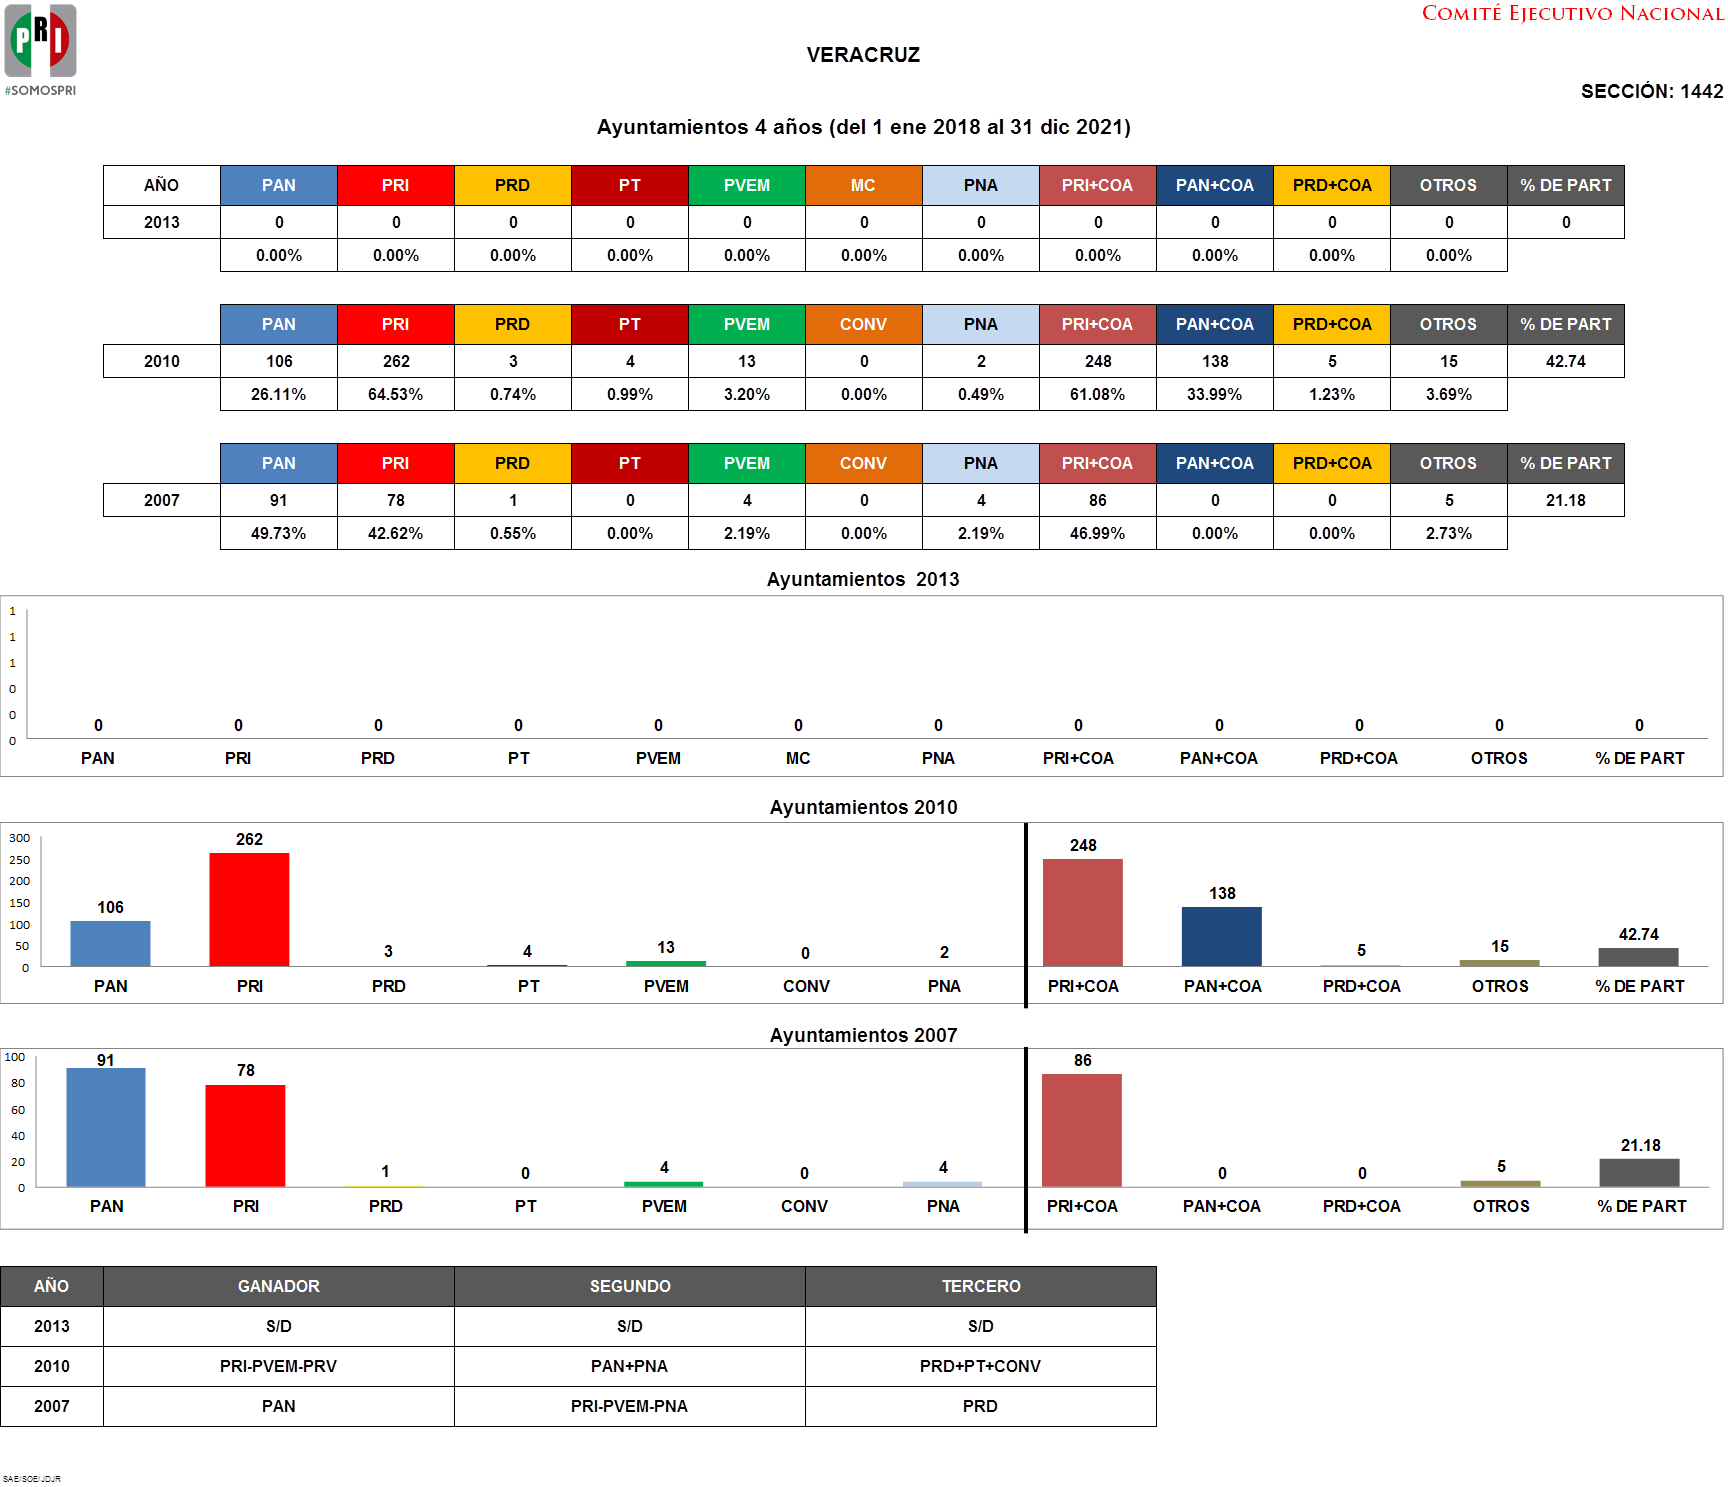 PRI
#SOMOSPRI
Comité Ejecutivo Nacional
VERACRUZ
SECCIÓN: 1442
Ayuntamientos 4 años (del 1 ene 2018 al 31 dic 2021)
AÑO PAN PRI PRD PT PVEM MC PNA PRI+COA PAN+COA PRD+COA OTROS % DE PART
2013 0 0 0 0 0 0 0 0 0 0 0 0
0.00% 0.00% 0.00% 0.00% 0.00% 0.00% 0.00% 0.00% 0.00% 0.00% 0.00%
PAN PRI PRD PT PVEM CONV PNA PRI+COA PAN+COA PRD+COA OTROS % DE PART
2010 106 262 3 4 13 0 2 248 138 5 15 42.74
26.11% 64.53% 0.74% 0.99% 3.20% 0.00% 0.49% 61.08% 33.99% 1.23% 3.69%
PAN PRI PRD PT PVEM CONV PNA PRI+COA PAN+COA PRD+COA OTROS % DE PART
2007 91 78 1 0 4 0 4 86 0 0 5 21.18
49.73% 42.62% 0.55% 0.00% 2.19% 0.00% 2.19% 46.99% 0.00% 0.00% 2.73%
Ayuntamientos 2013
1
1
1
0
0
0
0 0 0 0 0 0 0 0 0 0 0 0
PAN PRI PRD PT PVEM MC PNA PRI+COA PAN+COA PRD+COA OTROS % DE PART
Ayuntamientos 2010
300
250
200
150
100
50
0
106 262 3 4 13 0 2 248 138 5 15 42.74
PAN PRI PRD PT PVEM CONV PNA PRI+COA PAN+COA PRD+COA OTROS % DE PART
Ayuntamientos 2007
100
80
60
40
20
0
91 78 1 0 4 0 4 86 0 0 5 21.18
PAN PRI PRD PT PVEM CONV PNA PRI+COA PAN+COA PRD+COA OTROS % DE PART
AÑO GANADOR SEGUNDO TERCERO
2013 S/D S/D S/D
2010 PRI-PVEM-PRV PAN+PNA PRD+PT+CONV
2007 PAN PRI-PVEM-PNA PRD
SAE/SOE/JDJR